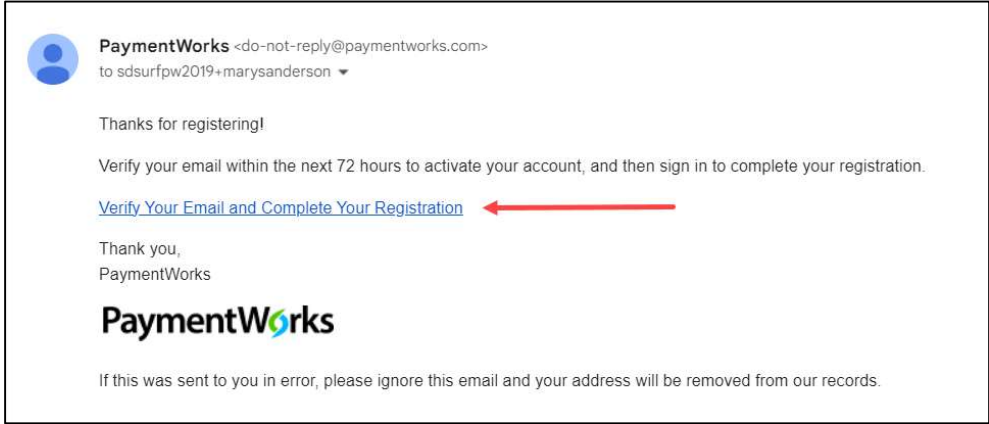 PaymentWorks <do-not-reply@paymentworks.com>
to sdsurfpw2019+marysanderson
Thanks for registering!
Verify your email within the next 72 hours to activate your account, and then sign in to complete your registration.
Verify Your Email and Complete Your Registration
Thank you,
PaymentWorks
PaymentWorks
If this was sent to you in error, please ignore this email and your address will be removed from our records.